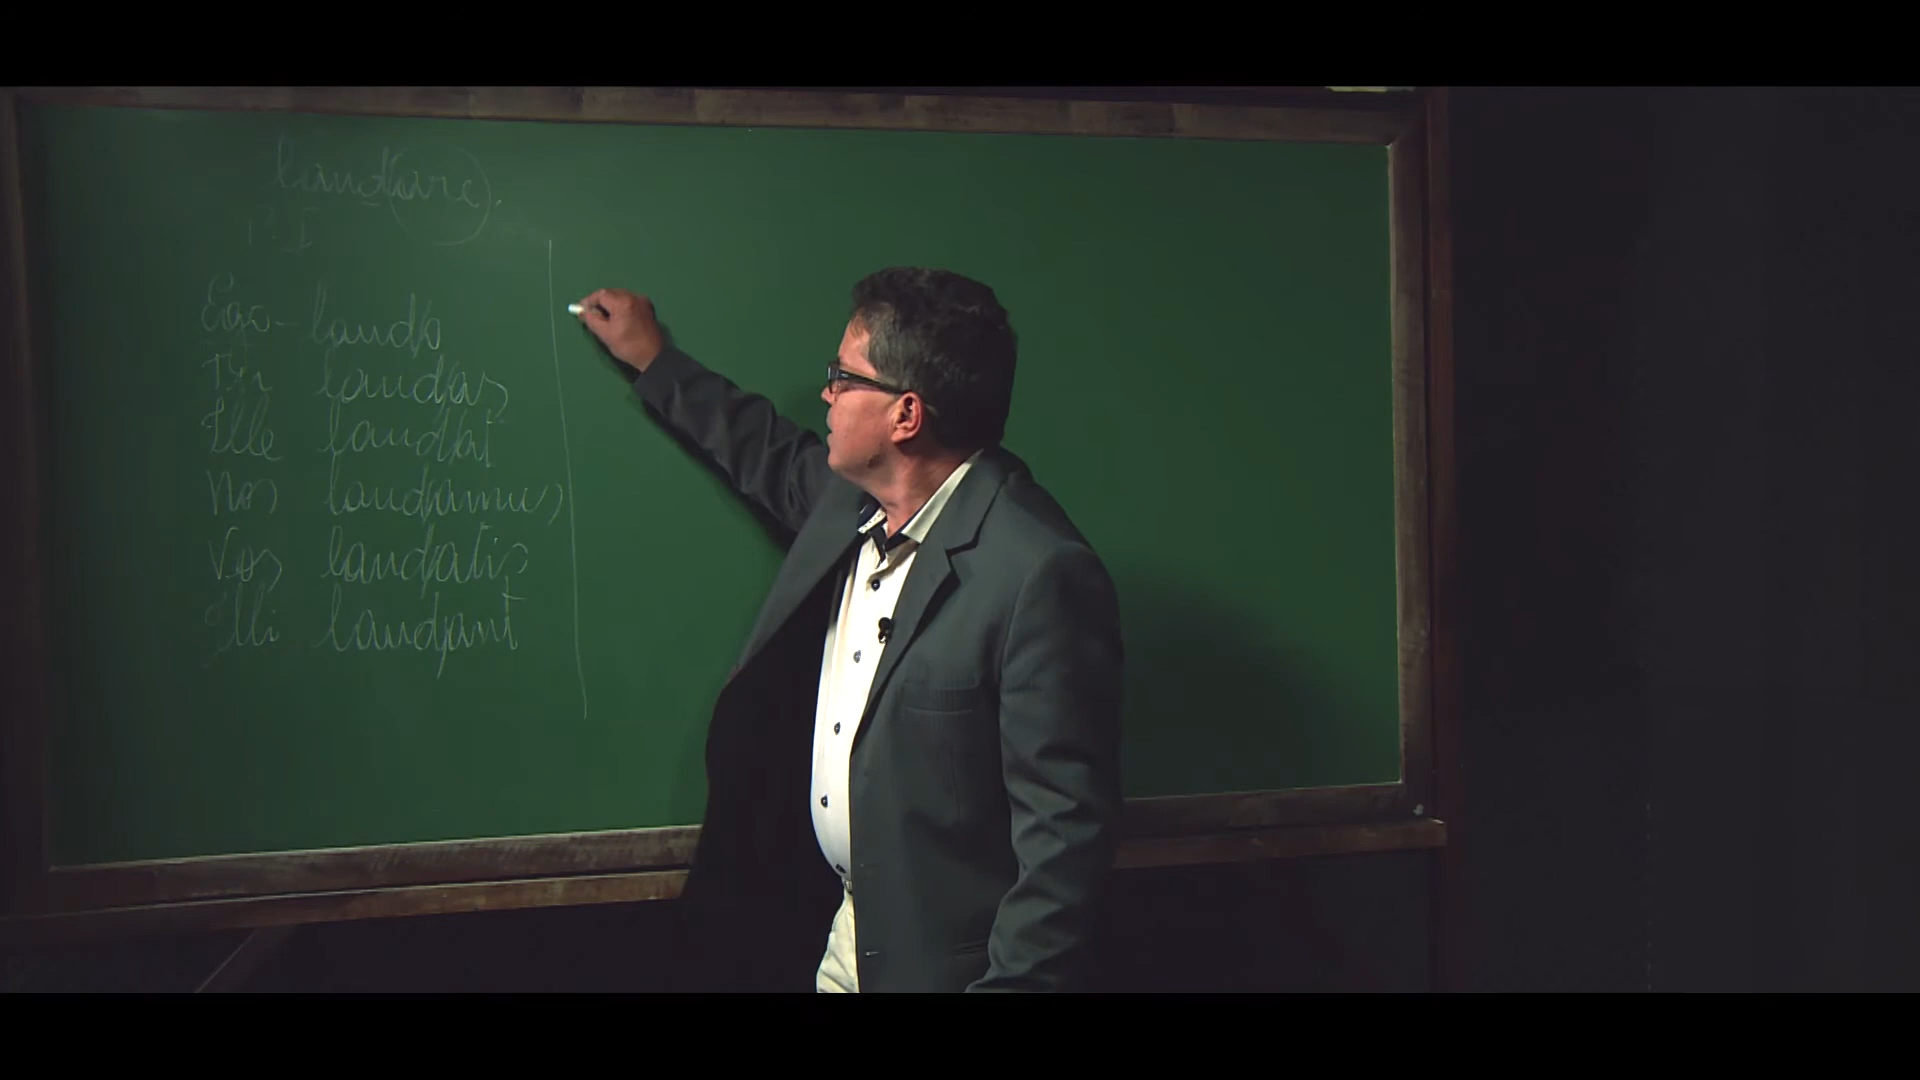 laudare.
P. I
Ego - laudo
Tu laudas
Ille laudat
Nos laudamus
Vos laudatis
Illi laudant